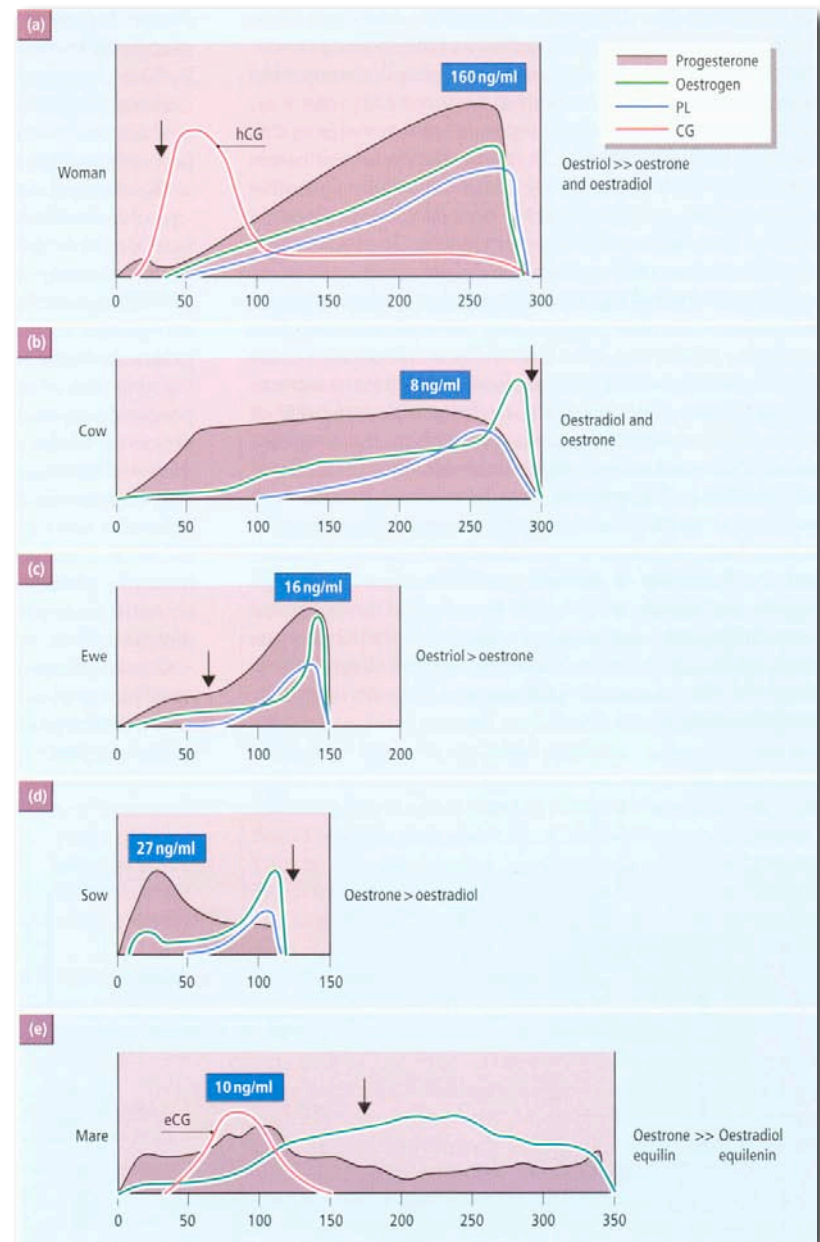 (a)
160 ng/ml
Progesterone
Oestrogen
PL
CG
hCG
Woman
Oestriol >> oestrone
and oestradiol
0 50 100 150 200 250 300
(b)
8 ng/ml
Cow
Oestradiol and
oestrone
0 50 100 150 200 250 300
(c)
16 ng/ml
Ewe
Oestriol > oestrone
0 50 100 150 200
(d)
27 ng/ml
Sow
Oestrone > oestradiol
0 50 100 150
(e)
10 ng/ml
eCG
Mare
Oestrone >> Oestradiol
equilin equilenin
0 50 100 150 200 250 300 350